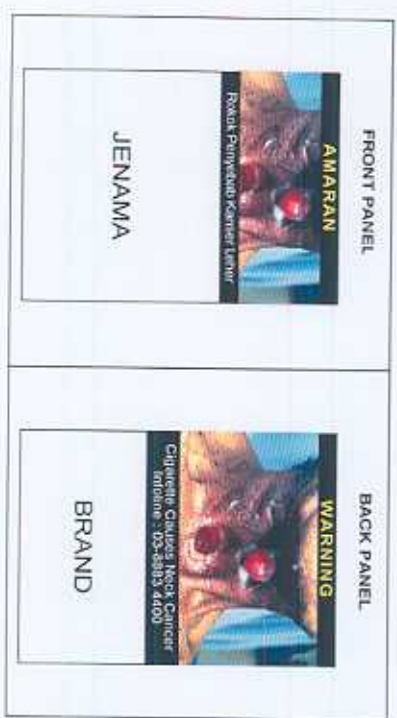 FRONT PANEL
AMARAN
Rokok Penyebab Kanser Leher
JENAMA
BACK PANEL
WARNING
Cigarette Causes Neck Cancer
Infoline : 03-8883 4400
BRAND